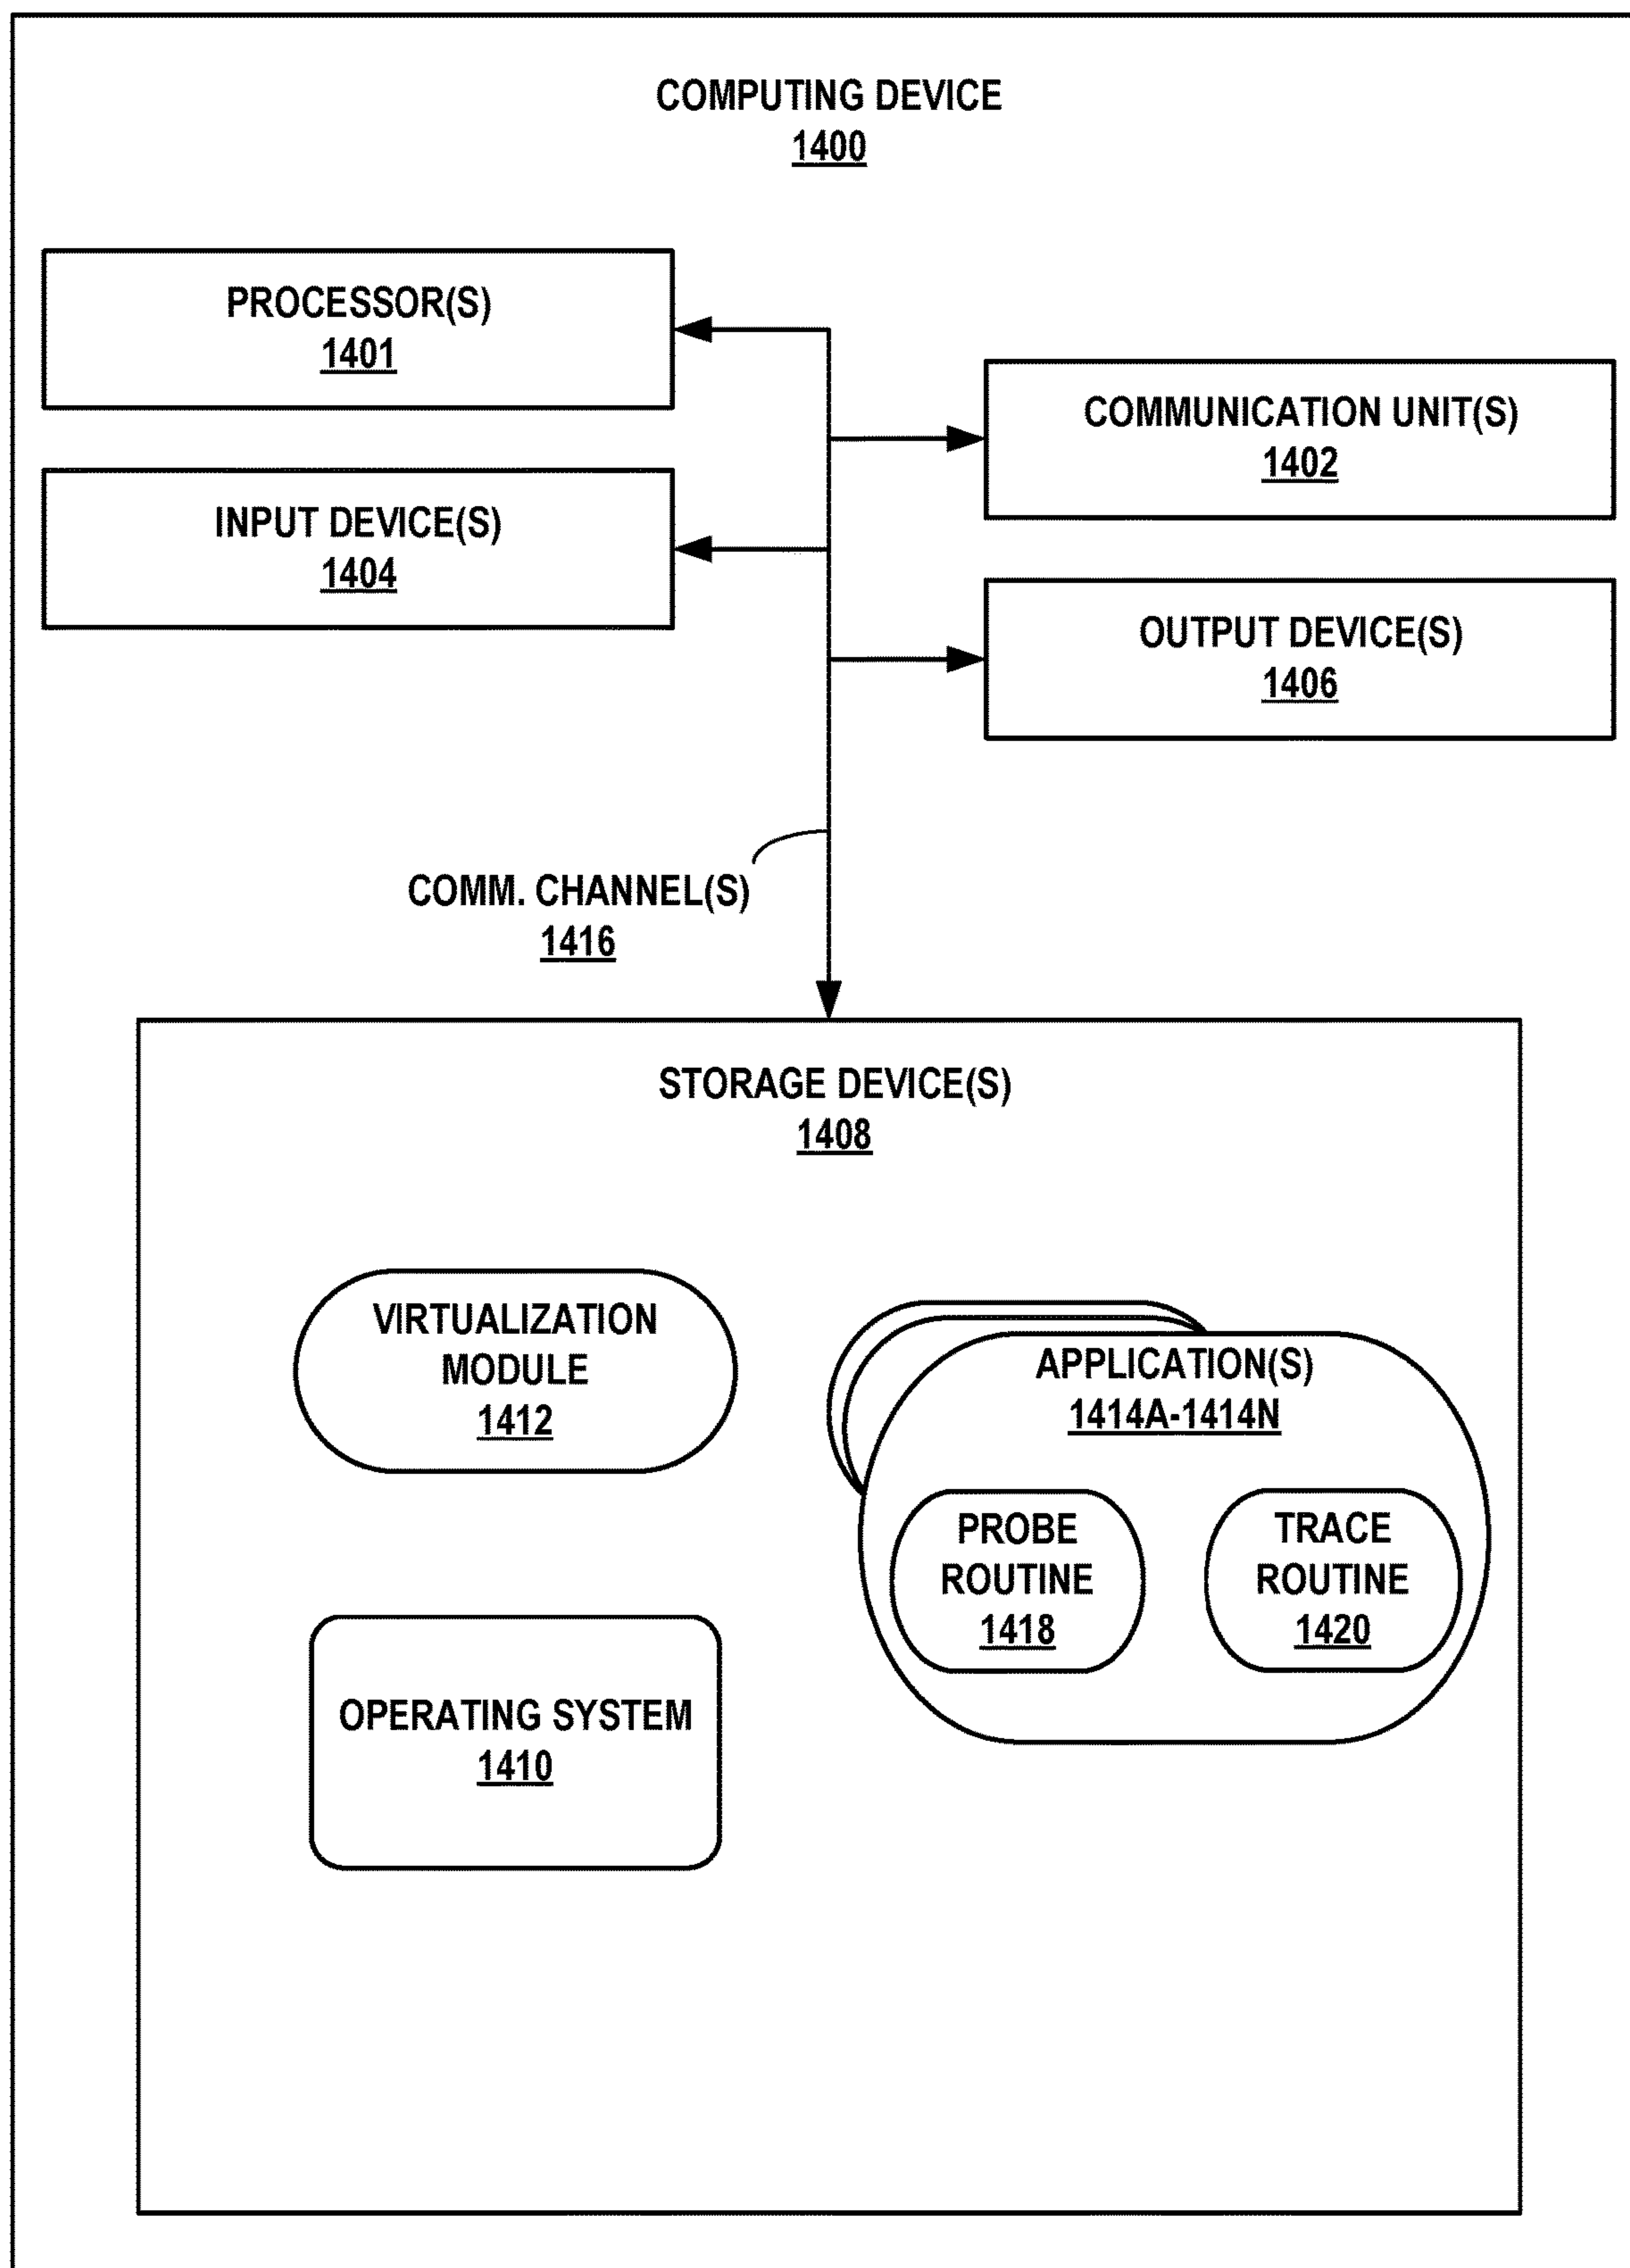 COMPUTING DEVICE
1400
PROCESSOR(S)
1401
COMMUNICATION UNIT(S)
1402
INPUT DEVICE(S)
1404
OUTPUT DEVICE(S)
1406
COMM. CHANNEL(S)
1416
STORAGE DEVICE(S)
1408
VIRTUALIZATION
MODULE
1412
APPLICATION(S)
1414A-1414N
PROBE
ROUTINE
1418
TRACE
ROUTINE
1420
OPERATING SYSTEM
1410